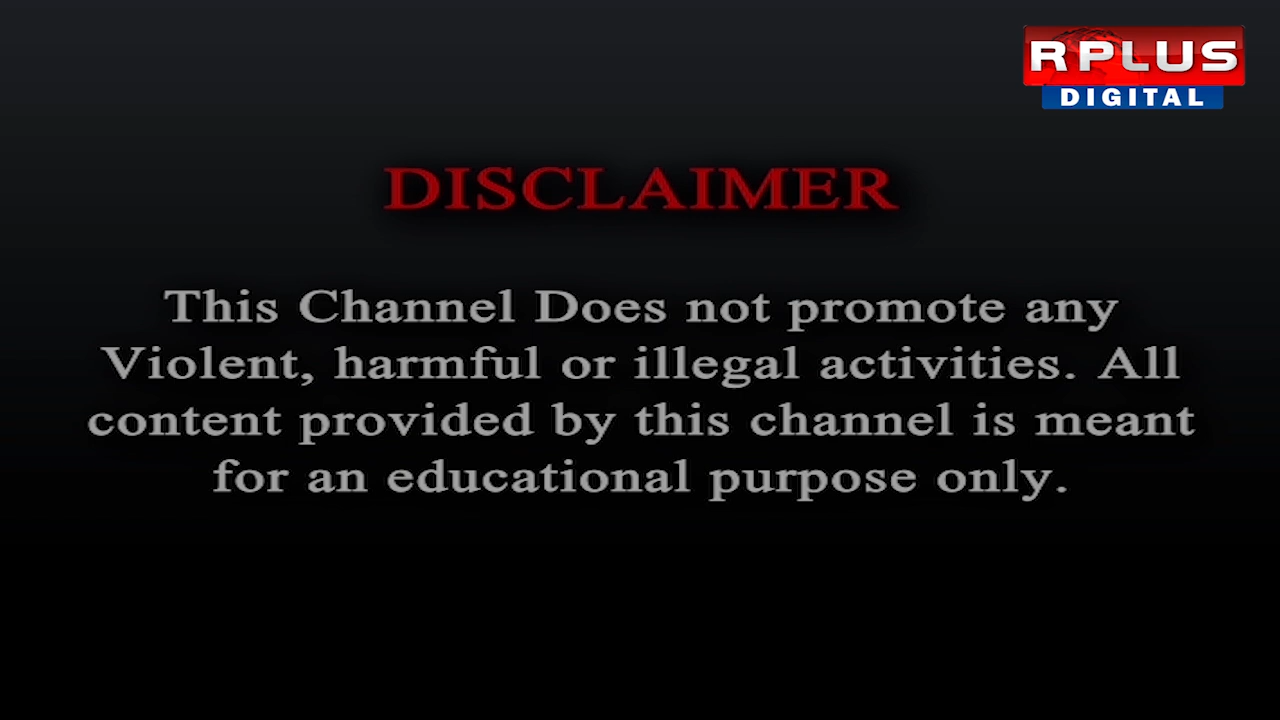 RPLUS
DIGITAL
DISCLAIMER
This Channel Does not promote any
Violent, harmful or illegal activities. All
content provided by this channel is meant
for an educational purpose only.